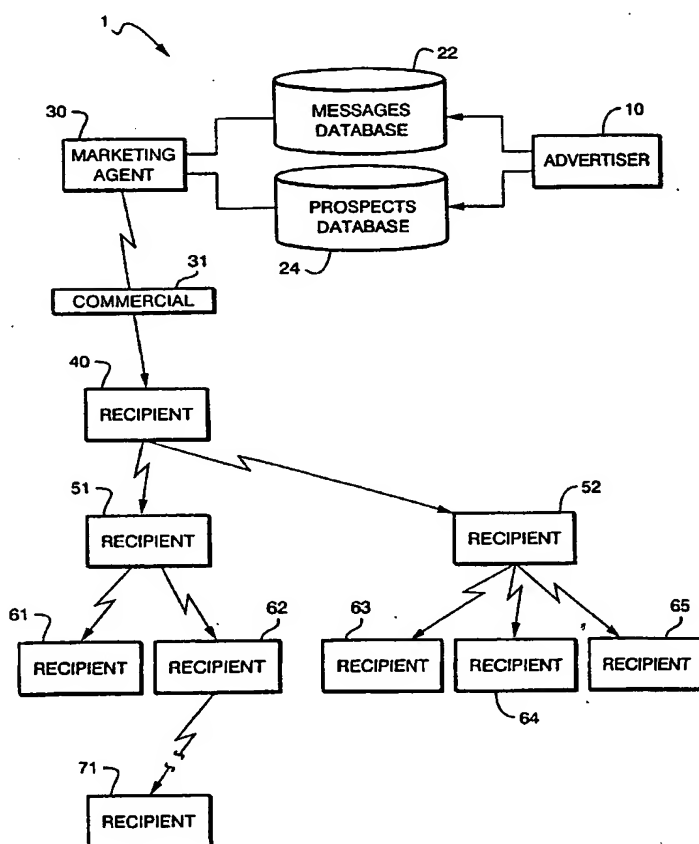 1
22
30
10
MESSAGES
DATABASE
MARKETING
AGENT
ADVERTISER
PROSPECTS
DATABASE
24
31
COMMERCIAL
40
RECIPIENT
51
52
RECIPIENT
RECIPIENT
61
62
63
65
RECIPIENT
RECIPIENT
RECIPIENT
RECIPIENT
RECIPIENT
64
71
RECIPIENT